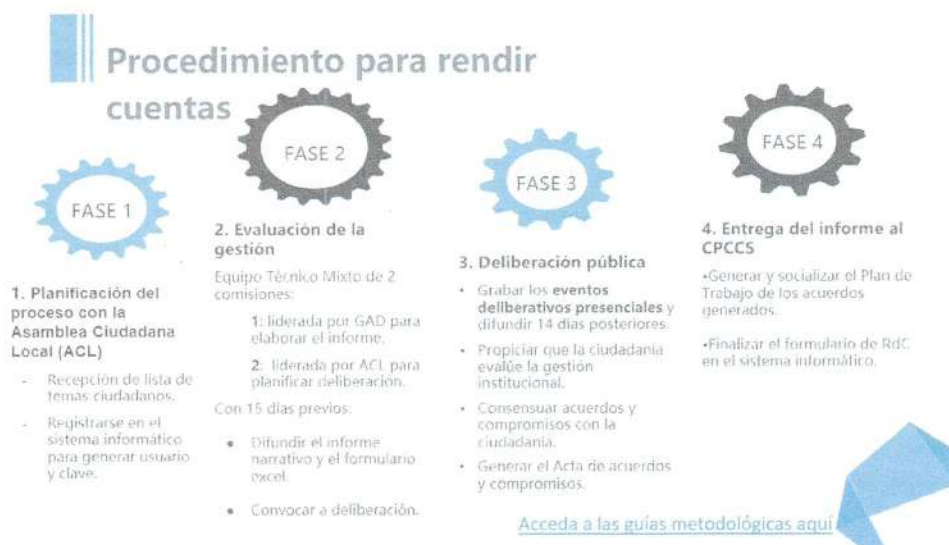 Procedimiento para rendir
cuentas
FASE 1
1. Planificación del
proceso con la
Asamblea Ciudadana
Local (ACL)
- Recepción de lista de
temas ciudadanos.
- Registrarse en el
sistema informático
para generar usuario
y clave.
FASE 2
2. Evaluación de la
gestión
Equipo Técnico Mixto de 2
comisiones:
1: liderada por GAD para
elaborar el informe.
2: liderada por ACL para
planificar deliberación.
Con 15 días previos:
• Difundir el informe
narrativo y el formulario
excel.
• Convocar a deliberación.
FASE 3
3. Deliberación pública
• Grabar los eventos
deliberativos presenciales y
difundir 14 días posteriores.
• Propiciar que la ciudadanía
evalúe la gestión
institucional.
• Consensuar acuerdos y
compromisos con la
ciudadanía.
• Generar el Acta de acuerdos
y compromisos.
FASE 4
4. Entrega del informe al
CPCCS
•Generar y socializar el Plan de
Trabajo de los acuerdos
generados.
•Finalizar el formulario de RdC
en el sistema informático.
Acceda a las guías metodológicas aquí